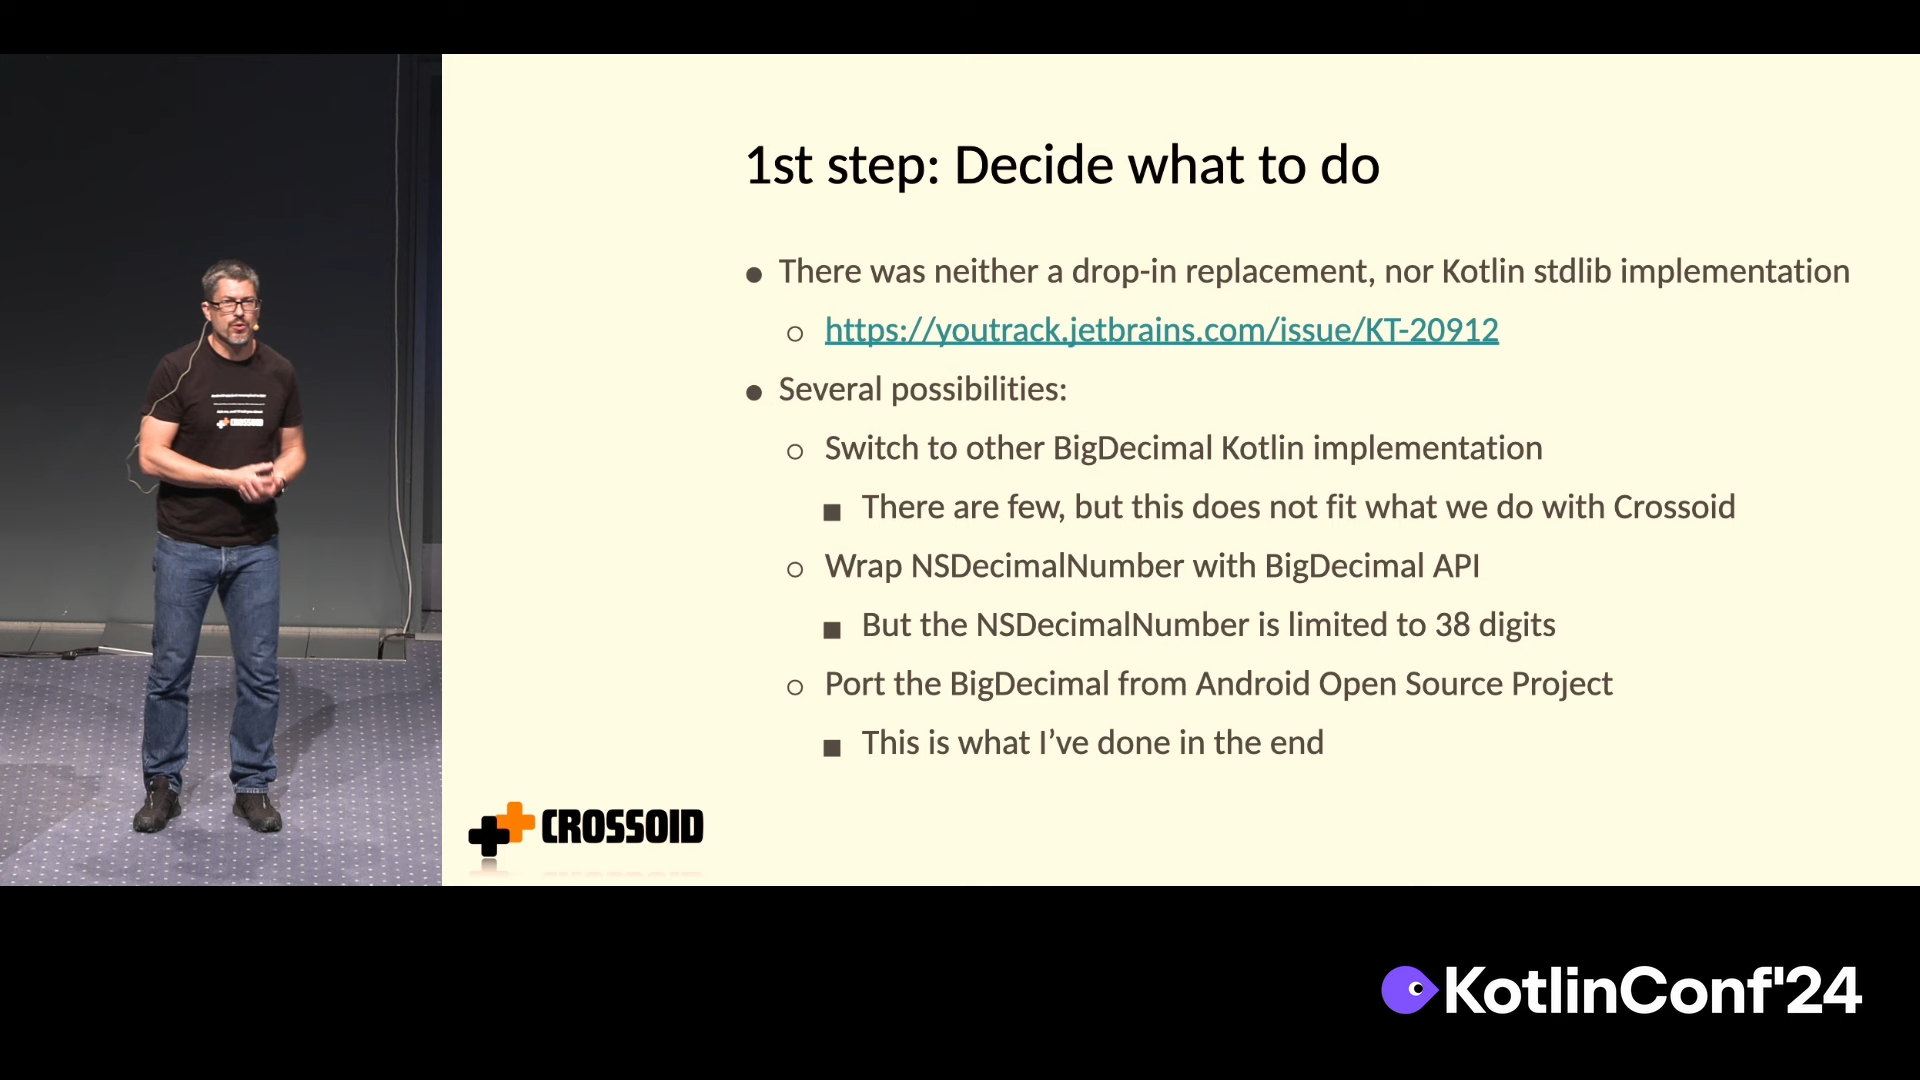 1st step: Decide what to do
● There was neither a drop-in replacement, nor Kotlin stdlib implementation
○ https://youtrack.jetbrains.com/issue/KT-20912
● Several possibilities:
○ Switch to other BigDecimal Kotlin implementation
■ There are few, but this does not fit what we do with Crossoid
○ Wrap NSDecimalNumber with BigDecimal API
■ But the NSDecimalNumber is limited to 38 digits
○ Port the BigDecimal from Android Open Source Project
■ This is what I’ve done in the end
CROSSOID
CROSSOID
KotlinConf'24